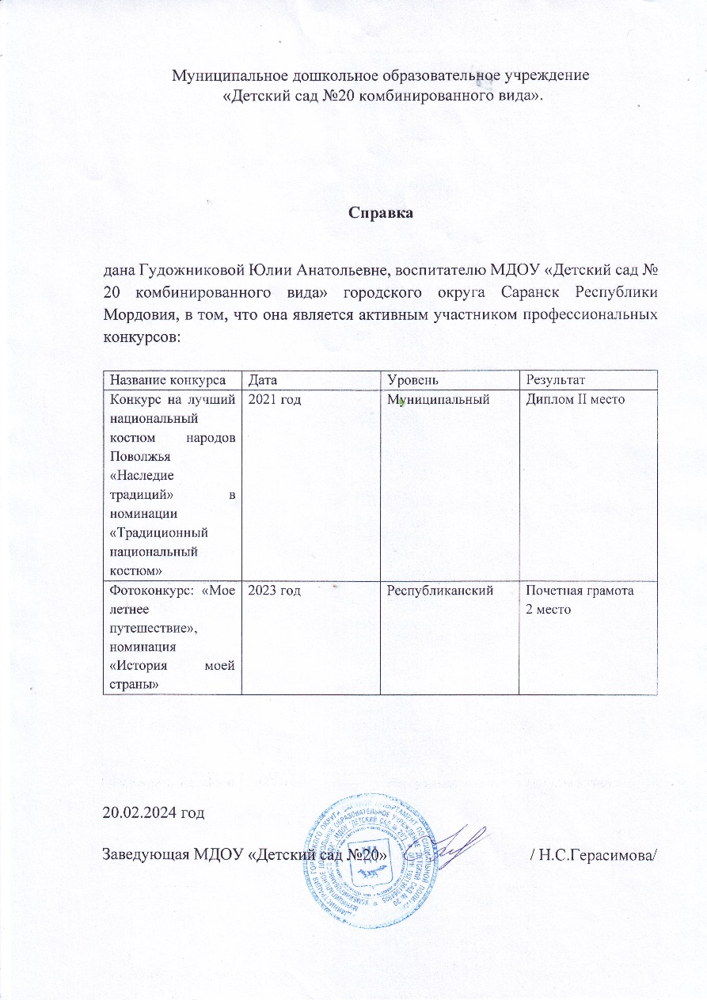 Муниципальное дошкольное образовательное учреждение
«Детский сад №20 комбинированного вида».
Справка
дана Гудожниковой Юлии Анатольевне, воспитателю МДОУ «Детский сад №
20 комбинированного вида» городского округа Саранск Республики
Мордовия, в том, что она является активным участником профессиональных
конкурсов:
Название конкурса Дата Уровень Результат
Конкурс на лучший 2021 год Муниципальный Диплом II место
национальный
костюм народов
Поволжья
«Наследие
традиций» в
номинации
«Традиционный
национальный
костюм»
Фотоконкурс: «Мое 2023 год Республиканский Почетная грамота
летнее 2 место
путешествие»,
номинация
«История моей
страны»
20.02.2024 год
Заведующая МДОУ «Детский сад №20» / Н.С.Герасимова/